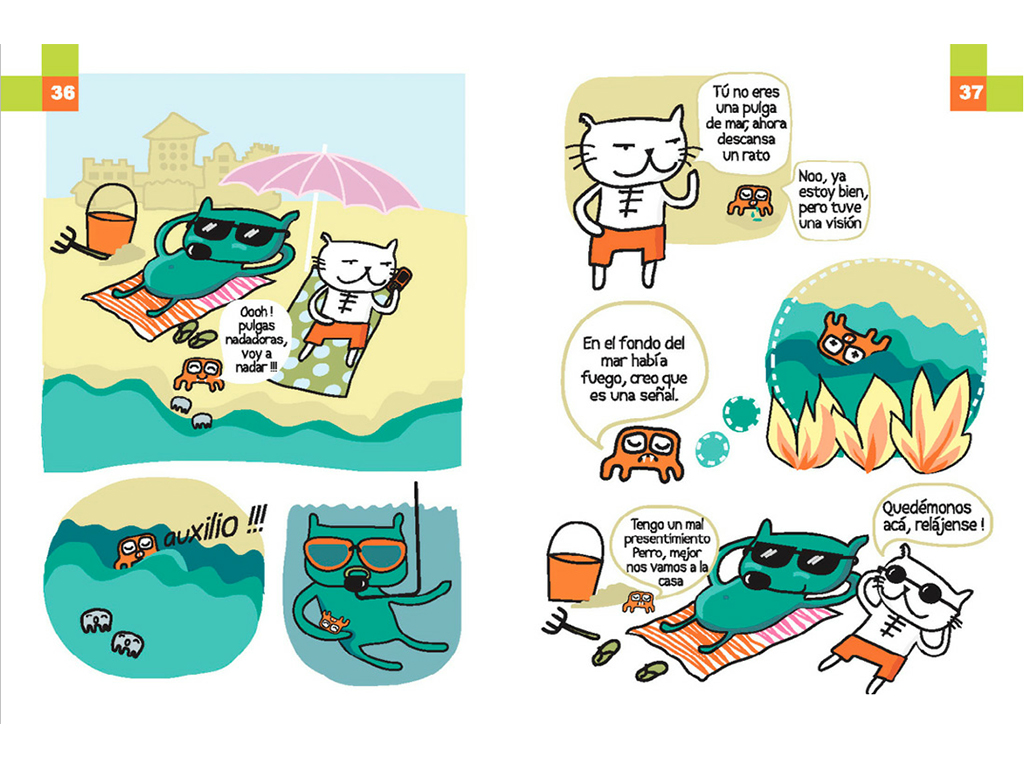 36
Oooh !
pulgas
nadadoras,
voy a
nadar !!!
auxilio !!!
37
Tú no eres
una pulga
de mar, ahora
descansa
un rato
Noo, ya
estoy bien,
pero tuve
una visión
En el fondo del
mar había
fuego, creo que
es una señal.
Tengo un mal
presentimiento
Perro, mejor
nos vamos a la
casa
Quedémonos
acá, relájense !